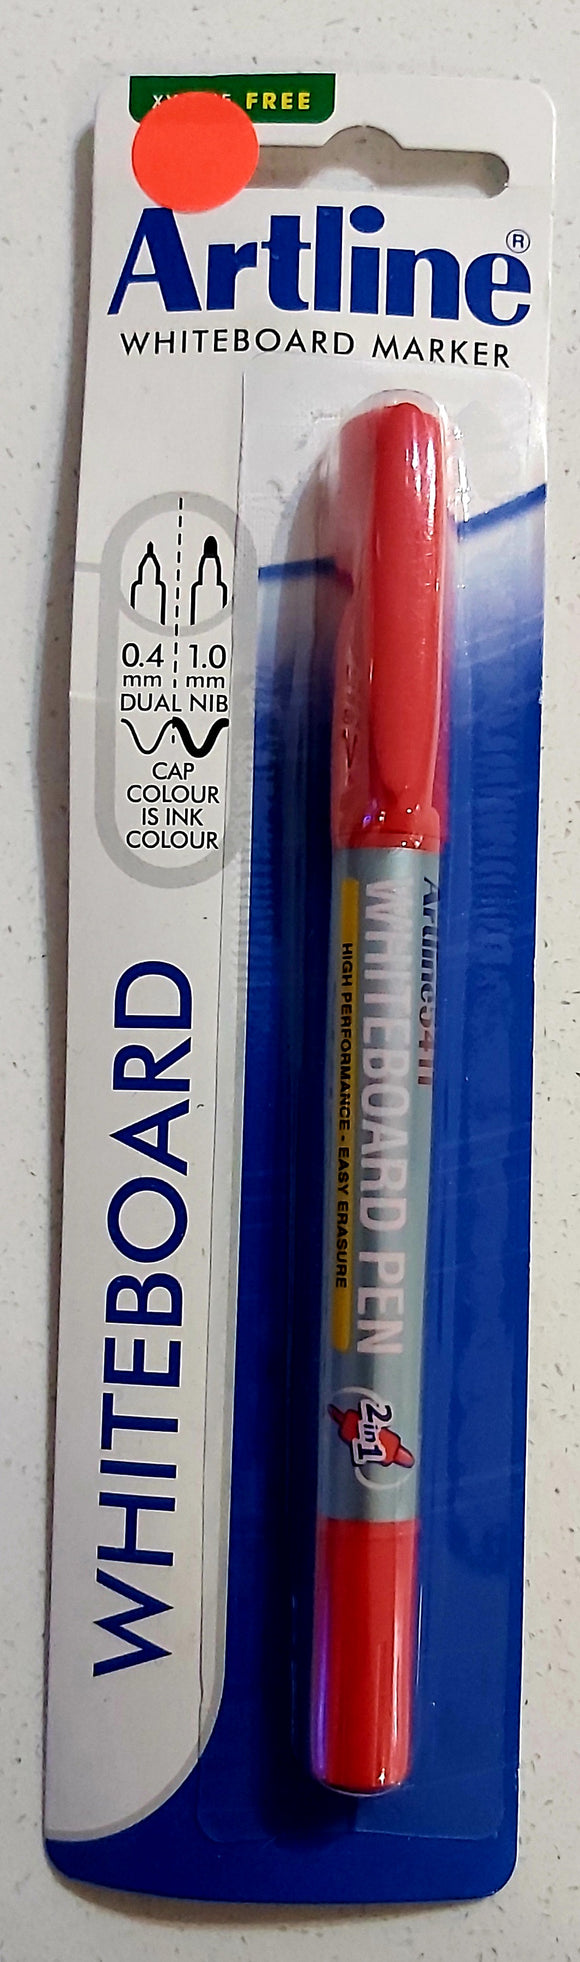 FREE
Artline®
WHITEBOARD MARKER
0.4 mm
1.0 mm
DUAL NIB
CAP
COLOUR
IS INK
COLOUR
WHITEBOARD
WHITEBOARD PEN
HIGH PERFORMANCE - EASY ERASURE
2in1